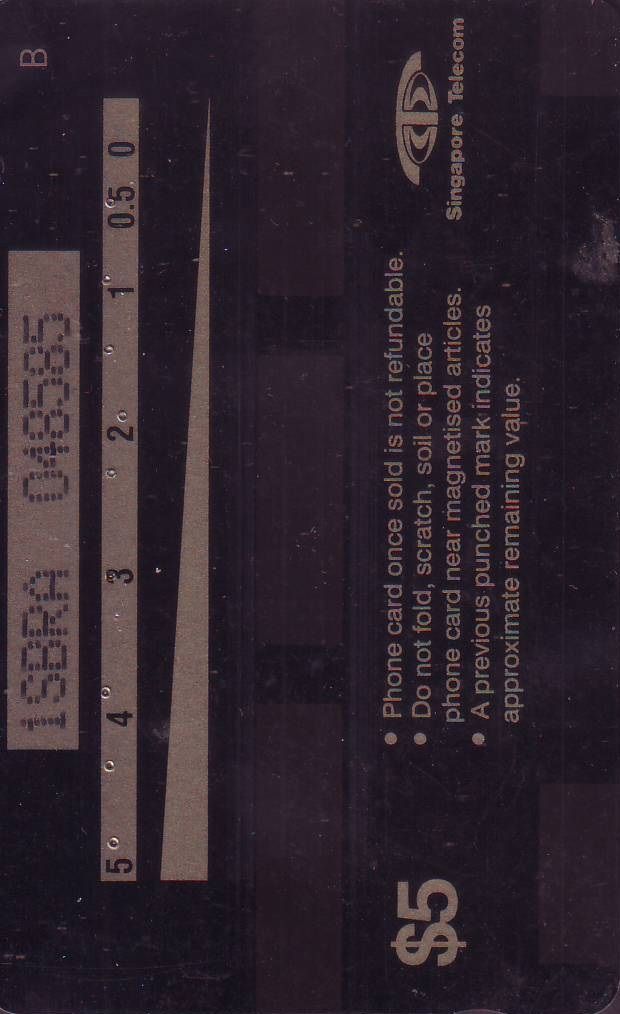 B
1SBRA 048585
5 4 3 2 1 0.5 0
Singapore Telecom
$5
• Phone card once sold is not refundable.
• Do not fold, scratch, soil or place
phone card near magnetised articles.
• A previous punched mark indicates
approximate remaining value.